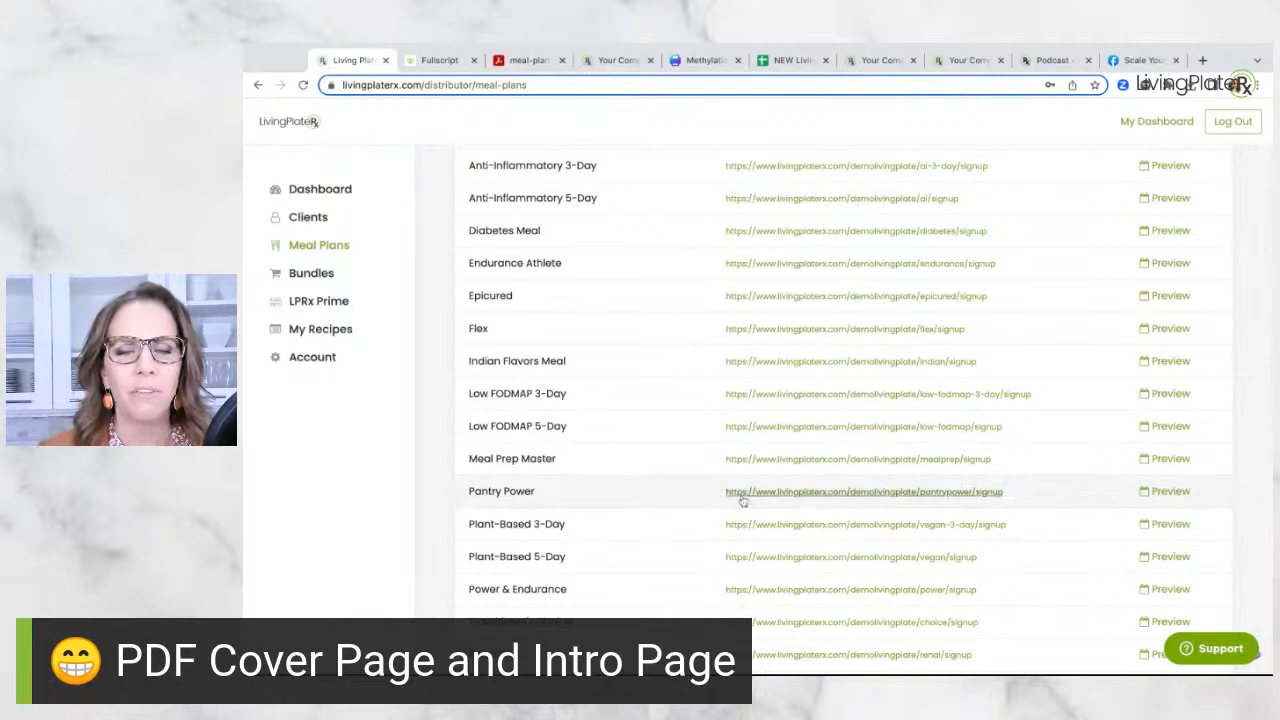 Living Plat
Fullscript
meal-plan
Your Com
Methylatio
NEW Livin
Your Com
Your Com
Podcast -
Scale You
livingplaterx.com/distributor/meal-plans
LivingPlateRx
LivingPlateRx
My Dashboard
Log Out
Dashboard
Clients
Meal Plans
Bundles
LPRx Prime
My Recipes
Account
Anti-Inflammatory 3-Day https://www.livingplaterx.com/demolivingplate/ai-3-day/signup Preview
Anti-Inflammatory 5-Day https://www.livingplaterx.com/demolivingplate/ai/signup Preview
Diabetes Meal https://www.livingplaterx.com/demolivingplate/diabetes/signup Preview
Endurance Athlete https://www.livingplaterx.com/demolivingplate/endurance/signup Preview
Epicured https://www.livingplaterx.com/demolivingplate/epicured/signup Preview
Flex https://www.livingplaterx.com/demolivingplate/flex/signup Preview
Indian Flavors Meal https://www.livingplaterx.com/demolivingplate/indian/signup Preview
Low FODMAP 3-Day https://www.livingplaterx.com/demolivingplate/low-fodmap-3-day/signup Preview
Low FODMAP 5-Day https://www.livingplaterx.com/demolivingplate/low-fodmap/signup Preview
Meal Prep Master https://www.livingplaterx.com/demolivingplate/mealprep/signup Preview
Pantry Power https://www.livingplaterx.com/demolivingplate/pantrypower/signup Preview
Plant-Based 3-Day https://www.livingplaterx.com/demolivingplate/vegan-3-day/signup Preview
Plant-Based 5-Day https://www.livingplaterx.com/demolivingplate/vegan/signup Preview
Power & Endurance https://www.livingplaterx.com/demolivingplate/power/signup Preview
www.livingplaterx.com/demolivingplate/choice/signup
www.livingplaterx.com/demolivingplate/renal/signup Pre
Support
😁 PDF Cover Page and Intro Page